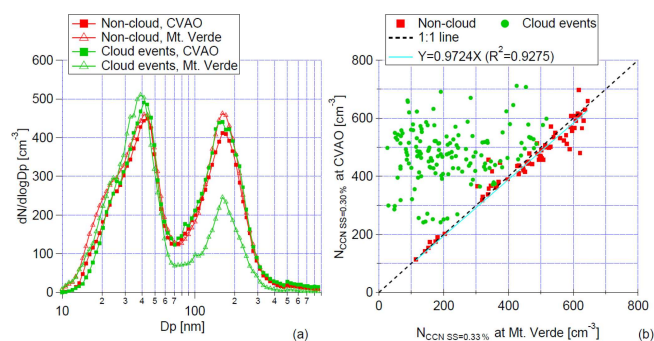 Non-cloud, CVAO
Non-cloud, Mt. Verde
Cloud events, CVAO
Cloud events, Mt. Verde
600
500
400
300
200
100
0
dN/dlogDp [cm-3]
10 2 3 4 5 6 7 100 2 3 4 5 6 7
Dp [nm]
(a)
Non-cloud Cloud events
1:1 line
Y=0.9724X (R2=0.9275)
800
600
400
200
0
NCCN SS=0.30 % at CVAO [cm-3]
0 200 400 600 800
NCCN SS=0.33 % at Mt. Verde [cm-3]
(b)